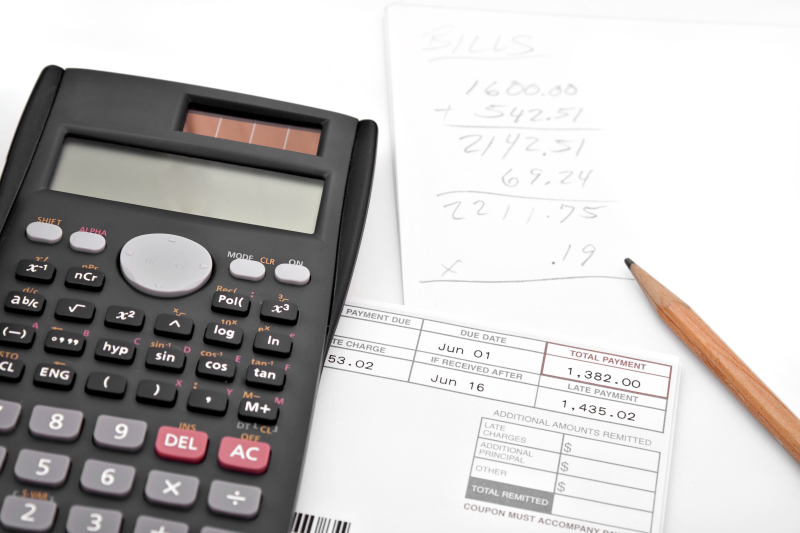 BILLS
1600.00
+ 542.51
2142.51
69.24
2211.75
x .19
SHIFT ALPHA MODE CLR ON
x⁻¹ nCr Pol( x³
d/c
ab/c √ x² ^ log ln
(−) °,,, hyp sin cos tan
STO
CL ENG ( ) , M+
INS OFF
8 9 DEL AC
5 6 × ÷
S-VAR
2 3
PAYMENT DUE DUE DATE TOTAL PAYMENT
Jun 01 1,382.00
TE CHARGE IF RECEIVED AFTER LATE PAYMENT
53.02 Jun 16 1,435.02
ADDITIONAL AMOUNTS REMITTED
LATE
CHARGES $
ADDITIONAL
PRINCIPAL $
OTHER $
TOTAL REMITTED
COUPON MUST ACCOMPANY